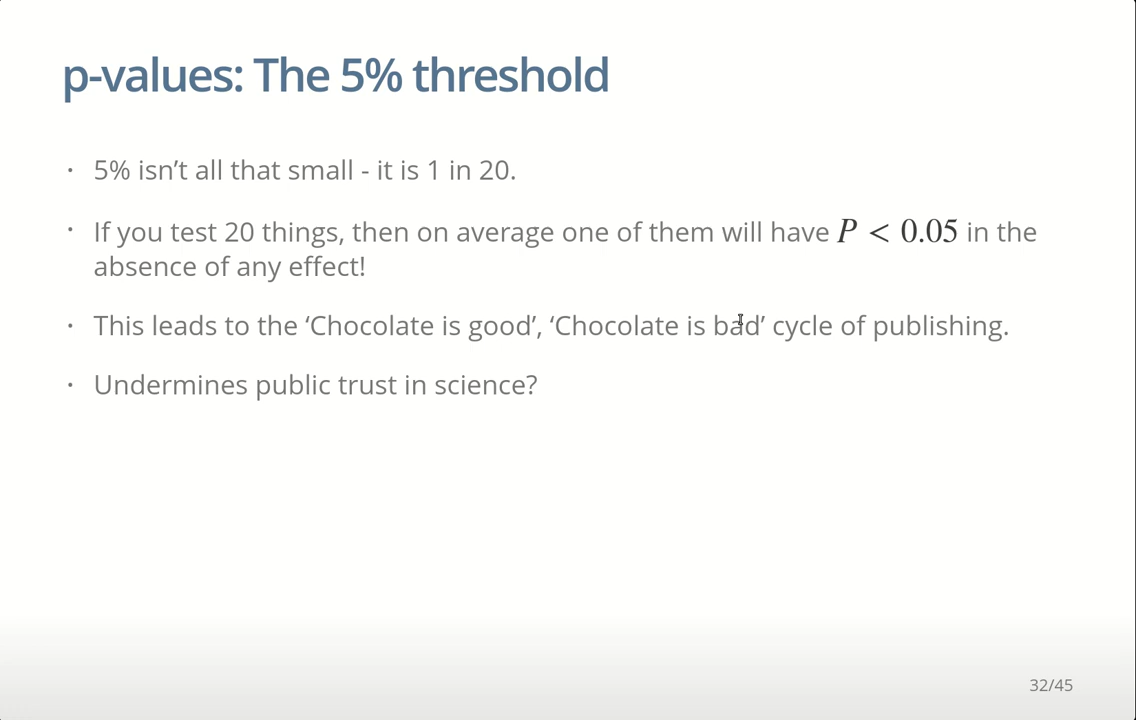 p-values: The 5% threshold
· 5% isn’t all that small - it is 1 in 20.
· If you test 20 things, then on average one of them will have P < 0.05 in the
absence of any effect!
· This leads to the ‘Chocolate is good’, ‘Chocolate is bad’ cycle of publishing.
· Undermines public trust in science?
32/45